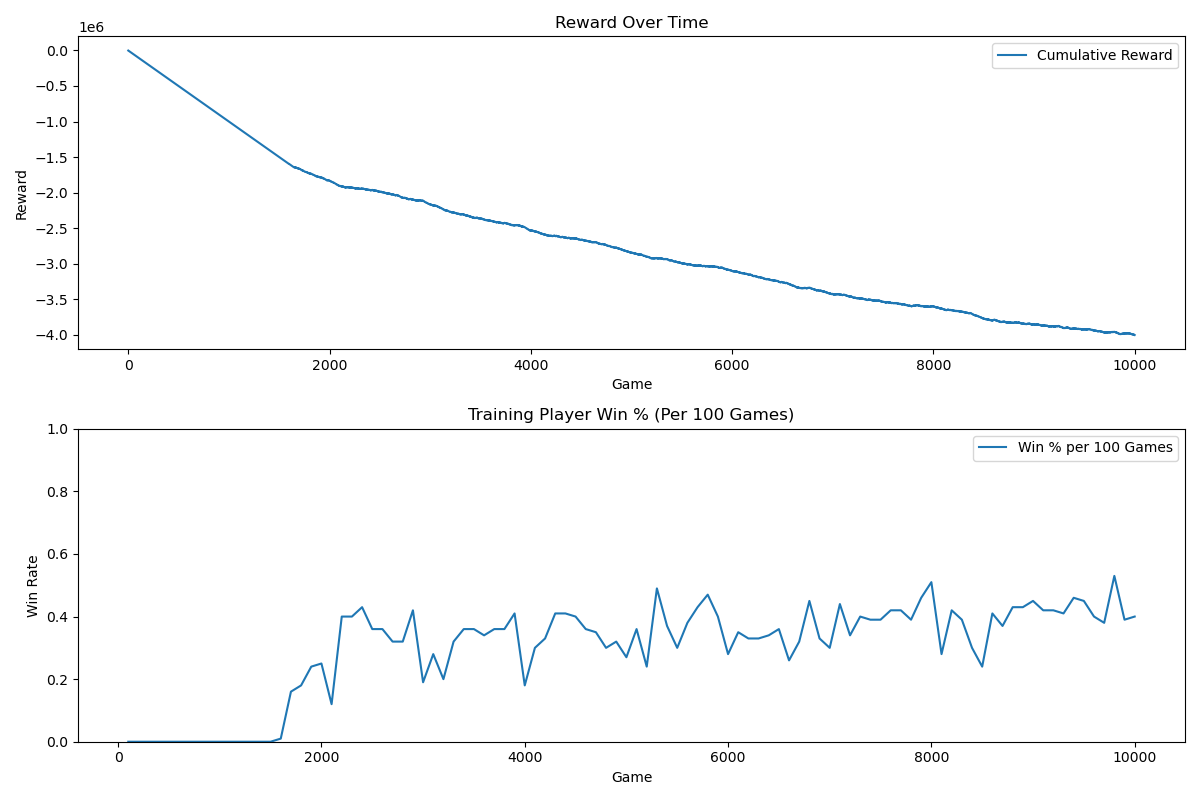 Reward Over Time
1e6
0.0
−0.5
−1.0
−1.5
−2.0
−2.5
−3.0
−3.5
−4.0
Reward
Cumulative Reward
0 2000 4000 6000 8000 10000
Game
Training Player Win % (Per 100 Games)
1.0
0.8
0.6
0.4
0.2
0.0
Win Rate
Win % per 100 Games
0 2000 4000 6000 8000 10000
Game